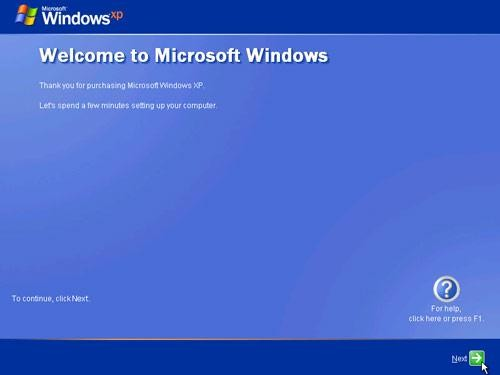 Microsoft
Windows xp
Welcome to Microsoft Windows
Thank you for purchasing Microsoft Windows XP.
Let's spend a few minutes setting up your computer.
To continue, click Next.
?
For help,
click here or press F1.
Next